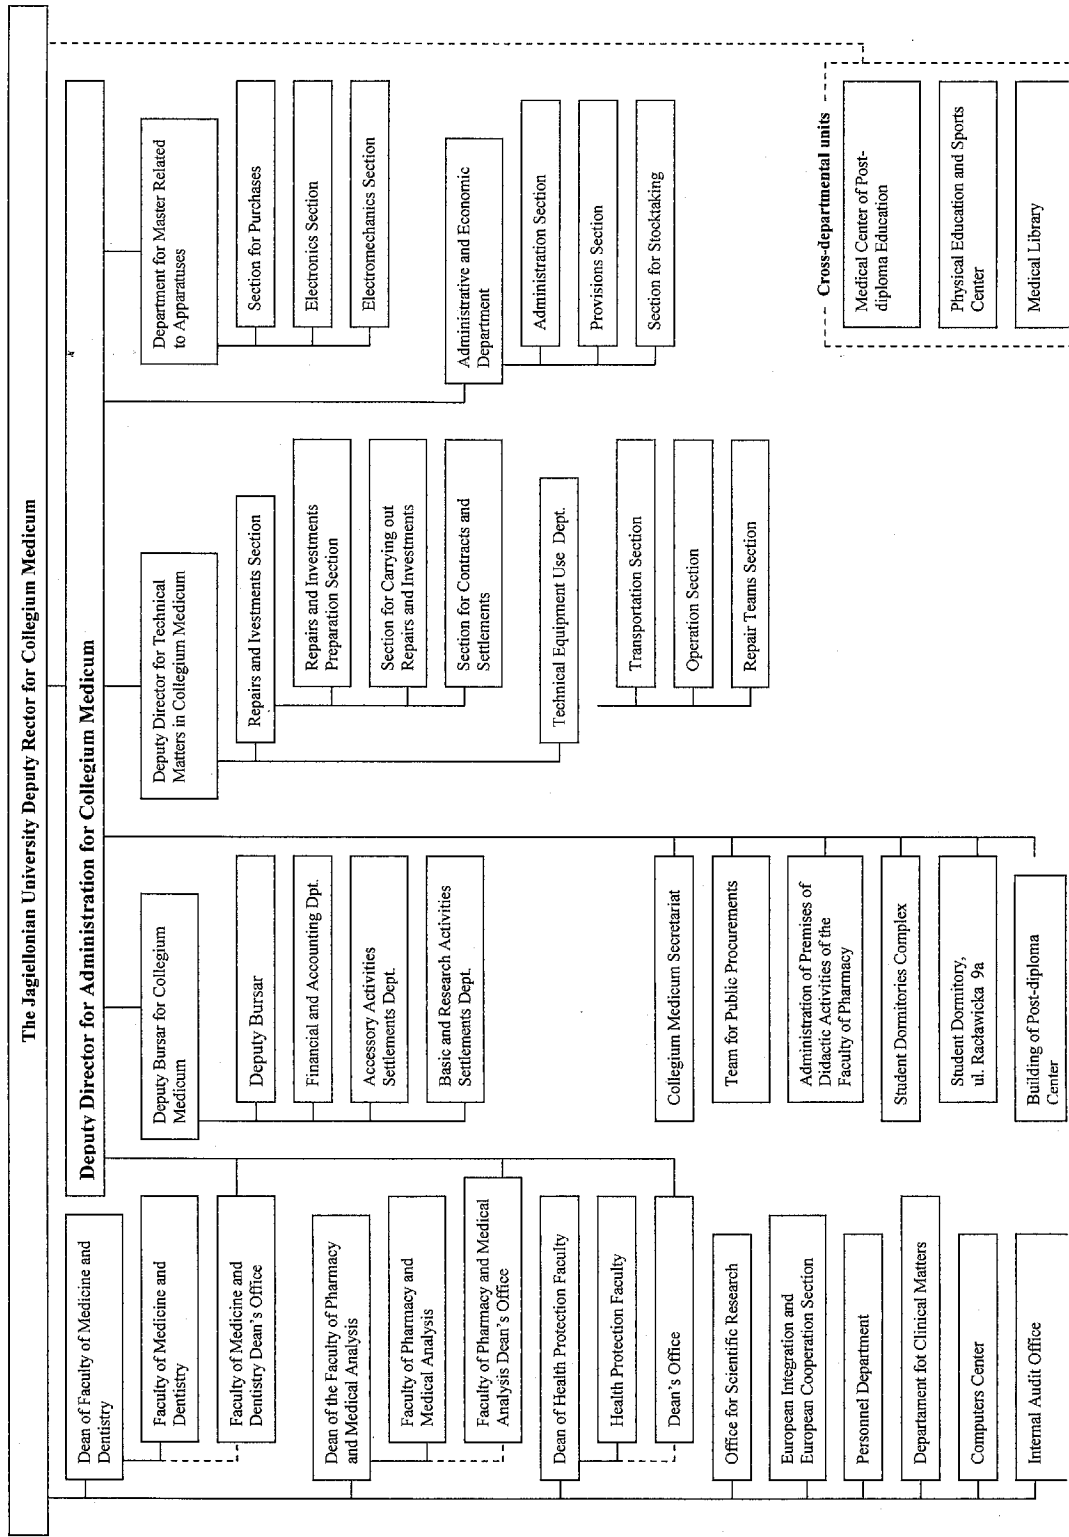 The Jagiellonian University Deputy Rector for Collegium Medicum
Deputy Director for Administration for Collegium Medicum
Dean of Faculty of Medicine and
Dentistry
Faculty of Medicine and
Dentistry
Faculty of Medicine and
Dentistry Dean's Office
Dean of the Faculty of Pharmacy
and Medical Analysis
Faculty of Pharmacy and
Medical Analysis
Faculty of Pharmacy and Medical
Analysis Dean's Office
Dean of Health Protection Faculty
Health Protection Faculty
Dean's Office
Office for Scientific Research
European Integration and
European Cooperation Section
Personnel Department
Departament fot Clinical Matters
Computers Center
Internal Audit Office
Deputy Bursar for Collegium
Medicum
Deputy Bursar
Financial and Accounting Dpt.
Accessory Activities
Settlements Dept.
Basic and Research Activities
Settlements Dept.
Collegium Medicum Secretariat
Team for Public Procurements
Administration of Premises of
Didactic Activities of the
Faculty of Pharmacy
Student Dormitories Complex
Student Dormitory,
ul. Racławicka 9a
Building of Post-diploma
Center
Deputy Director for Technical
Matters in Collegium Medicum
Repairs and Ivestments Section
Repairs and Investments
Preparation Section
Section for Carrying out
Repairs and Investments
Section for Contracts and
Settlements
Technical Equipment Use Dept.
Transportation Section
Operation Section
Repair Teams Section
Department for Master Related
to Apparatuses
Section for Purchases
Electronics Section
Electromechanics Section
Administrative and Economic
Department
Administration Section
Provisions Section
Section for Stocktaking
Cross-departmental units
Medical Center of Post-
diploma Education
Physical Education and Sports
Center
Medical Library